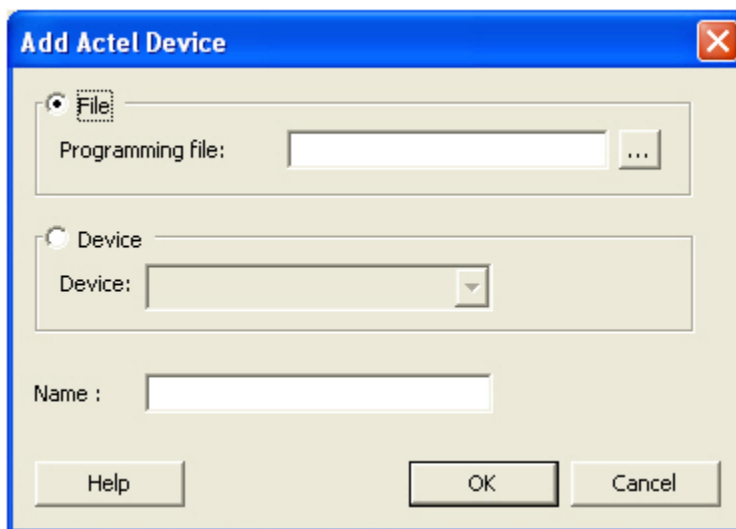 Add Actel Device
File
Programming file:
...
Device
Device:
Name :
Help
OK
Cancel